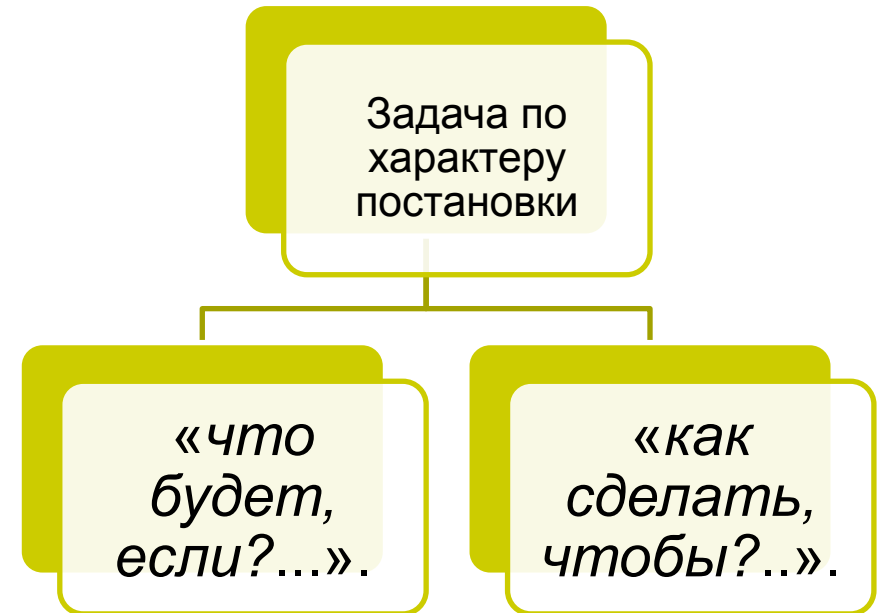 Задача по
характеру
постановки
«что
будет,
если?...».
«как
сделать,
чтобы?..».